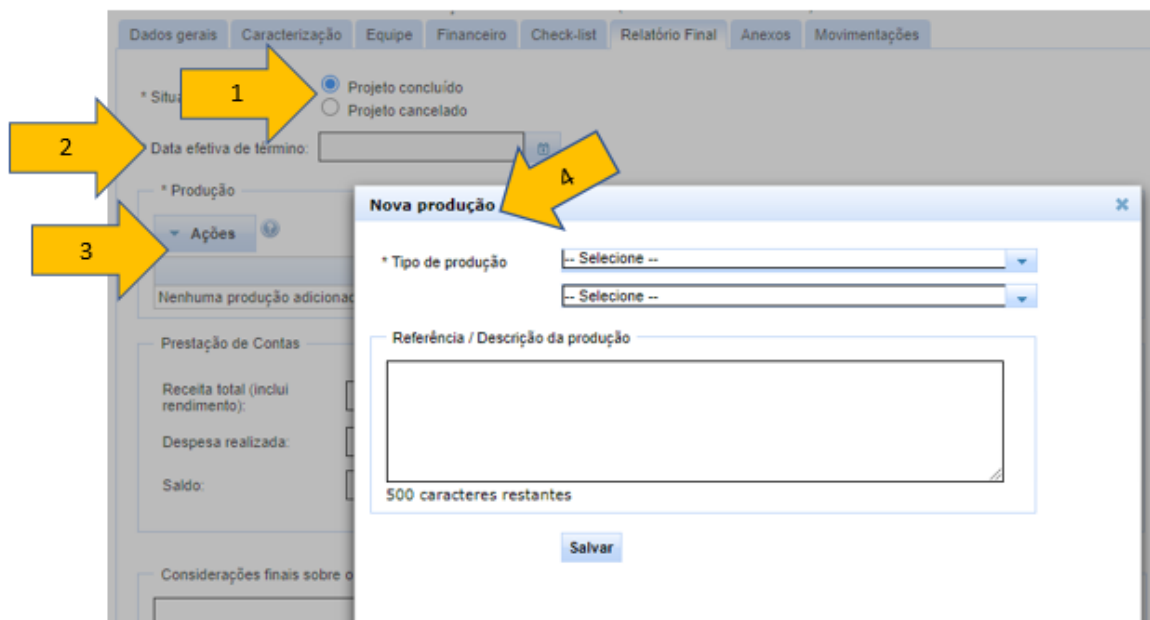 Dados gerais Caracterização Equipe Financeiro Check-list Relatório Final Anexos Movimentações
* Situa
1
Projeto concluído
Projeto cancelado
2
Data efetiva de término:
* Produção
3
Ações
Nenhuma produção adicionad
Prestação de Contas
Receita total (inclui
rendimento):
Despesa realizada:
Saldo:
Considerações finais sobre o
4
Nova produção
* Tipo de produção
-- Selecione --
-- Selecione --
Referência / Descrição da produção
500 caracteres restantes
Salvar